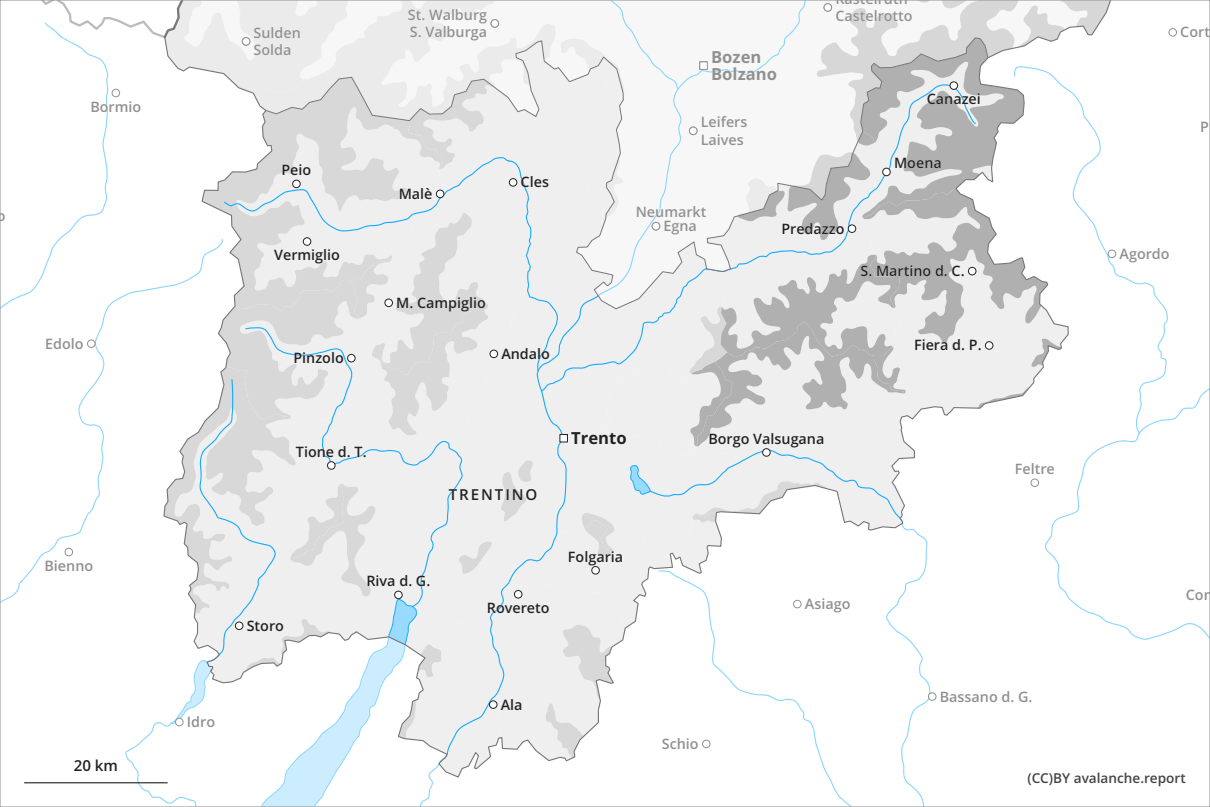 Kastelruth
Castelrotto
St. Walburg
S. Valburga
Sulden
Solda
Cort
Bozen
Bolzano
Bormio
Canazei
Leifers
Laives
P
Moena
Peio
Malè
Cles
Neumarkt
Egna
Predazzo
Vermiglio
Agordo
S. Martino d. C.
M. Campiglio
Edolo
Pinzolo
Andalo
Fiera d. P.
Trento
Borgo Valsugana
Tione d. T.
Feltre
TRENTINO
Bienno
Folgaria
Riva d. G.
Cor
Rovereto
Asiago
Storo
Bassano d. G.
Ala
Idro
Schio
20 km
(CC)BY avalanche.report